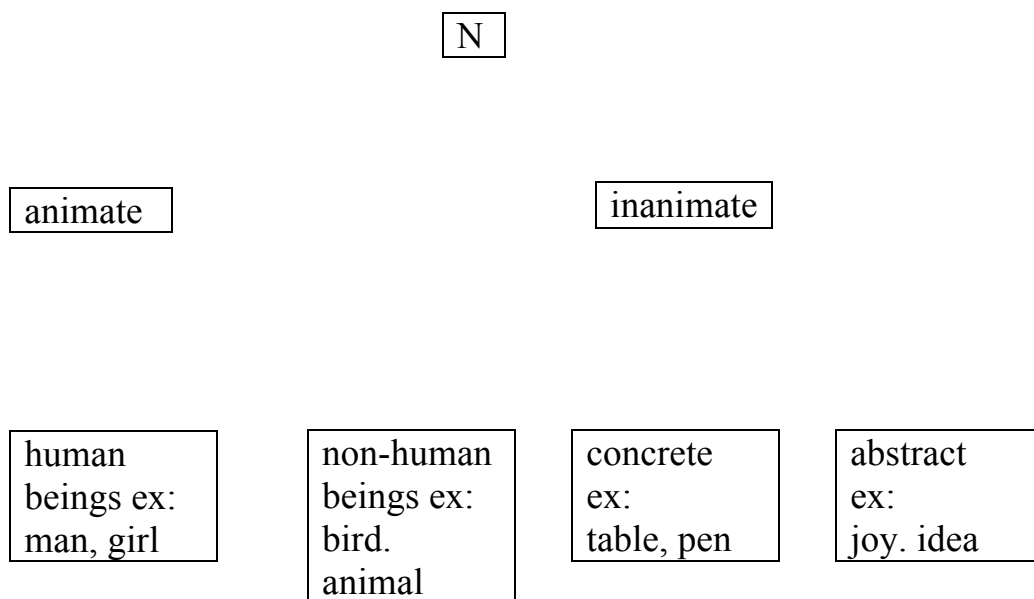 N
animate
inanimate
human
beings ex:
man, girl
non-human
beings ex:
bird.
animal
concrete
ex:
table, pen
abstract
ex:
joy. idea